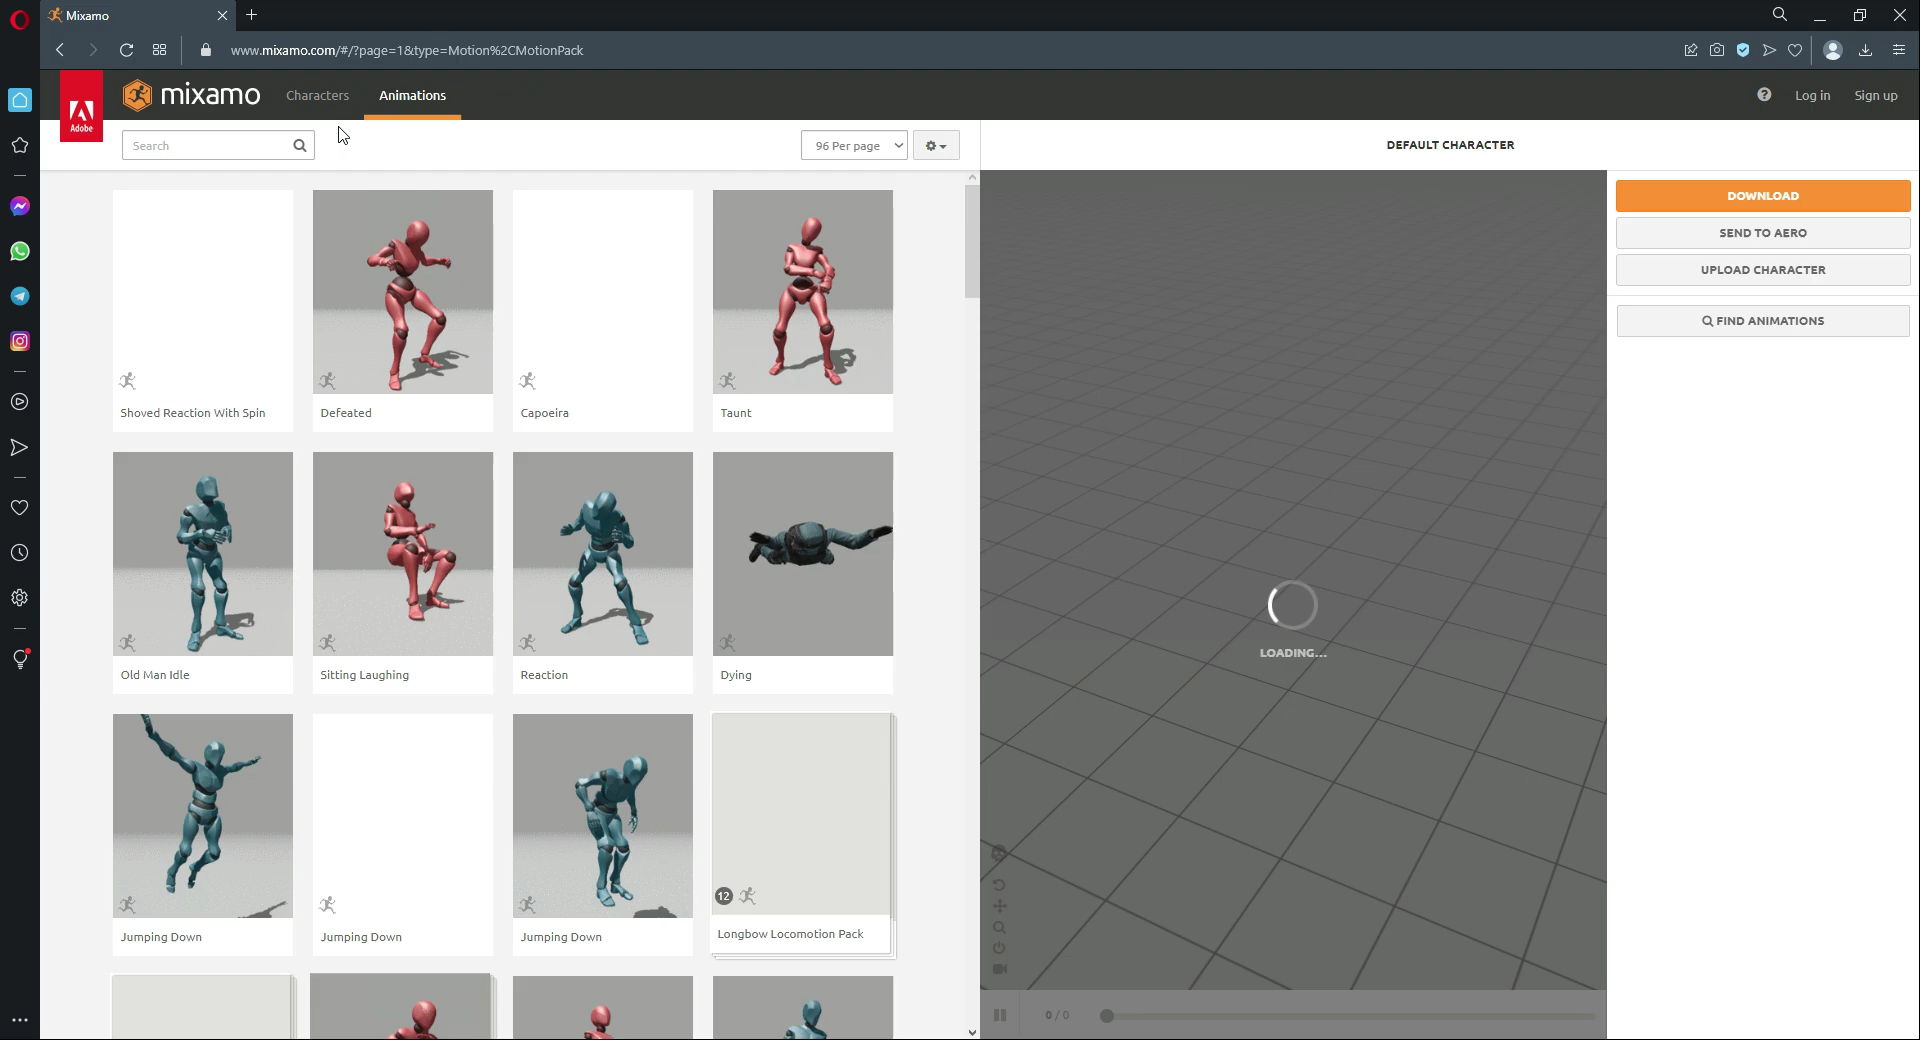 Mixamo
www.mixamo.com/#/?page=1&type=Motion%2CMotionPack
Adobe
mixamo
Characters
Animations
Log in
Sign up
Search
96 Per page
DEFAULT CHARACTER
Shoved Reaction With Spin
Defeated
Capoeira
Taunt
Old Man Idle
Sitting Laughing
Reaction
Dying
Jumping Down
Jumping Down
Jumping Down
12
Longbow Locomotion Pack
LOADING...
0 / 0
DOWNLOAD
SEND TO AERO
UPLOAD CHARACTER
FIND ANIMATIONS